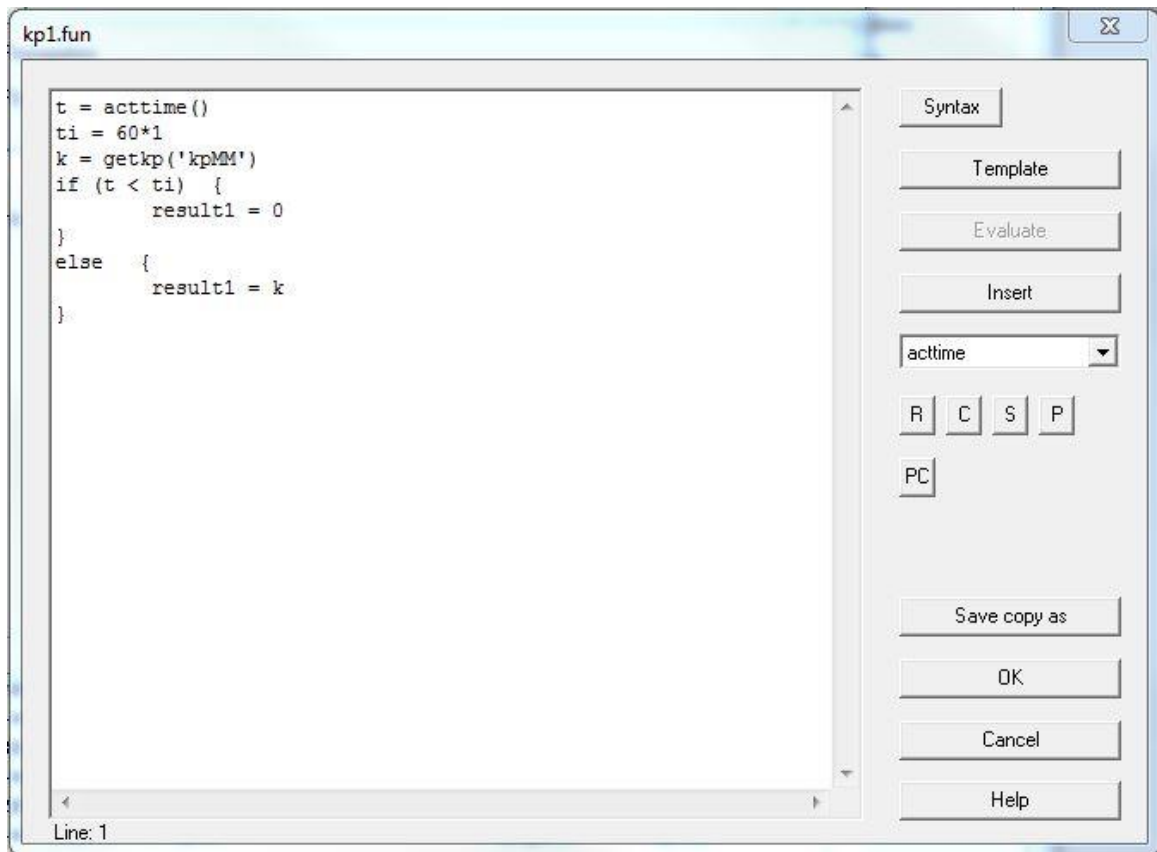 kp1.fun
t = acttime()
ti = 60*1
k = getkp('kpMM')
if (t < ti)  {
        result1 = 0
}
else   {
        result1 = k
}
Syntax
Template
Evaluate
Insert
acttime
R C S P
PC
Save copy as
OK
Cancel
Help
Line: 1